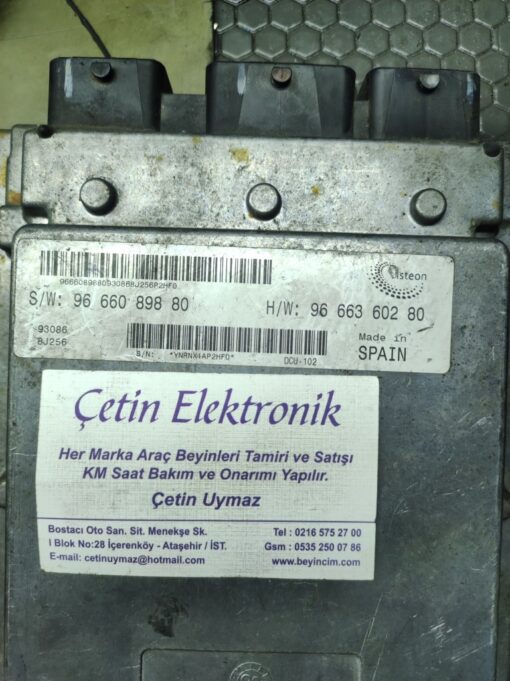 9666089880930868J256P2HF0
Visteon
S/W: 96 660 898 80
H/W: 96 663 602 80
93086
8J256
S/N: *YNRNX4AP2HFD*
DCU-102
Made in
SPAIN
Çetin Elektronik
Her Marka Araç Beyinleri Tamiri ve Satışı
KM Saat Bakım ve Onarımı Yapılır.
Çetin Uymaz
Bostacı Oto San. Sit. Menekşe Sk.
I Blok No:28 İçerenköy - Ataşehir / İST.
E-mail: cetinuymaz@hotmail.com
Tel : 0216 575 27 00
Gsm : 0535 250 07 86
www.beyincim.com